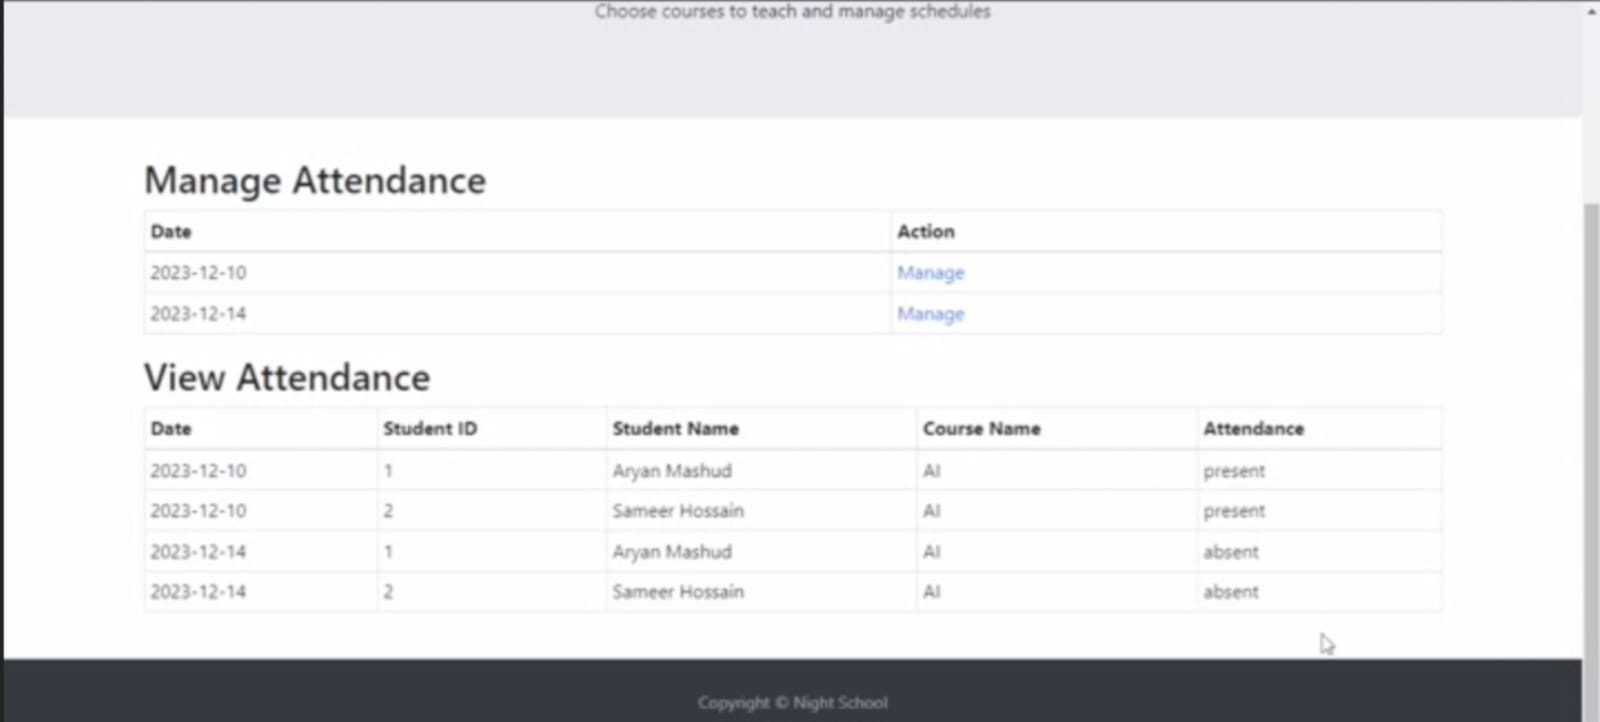 Choose courses to teach and manage schedules
Manage Attendance
Date Action
2023-12-10 Manage
2023-12-14 Manage
View Attendance
Date Student ID Student Name Course Name Attendance
2023-12-10 1 Aryan Mashud AI present
2023-12-10 2 Sameer Hossain AI present
2023-12-14 1 Aryan Mashud AI absent
2023-12-14 2 Sameer Hossain AI absent
Copyright © Night School